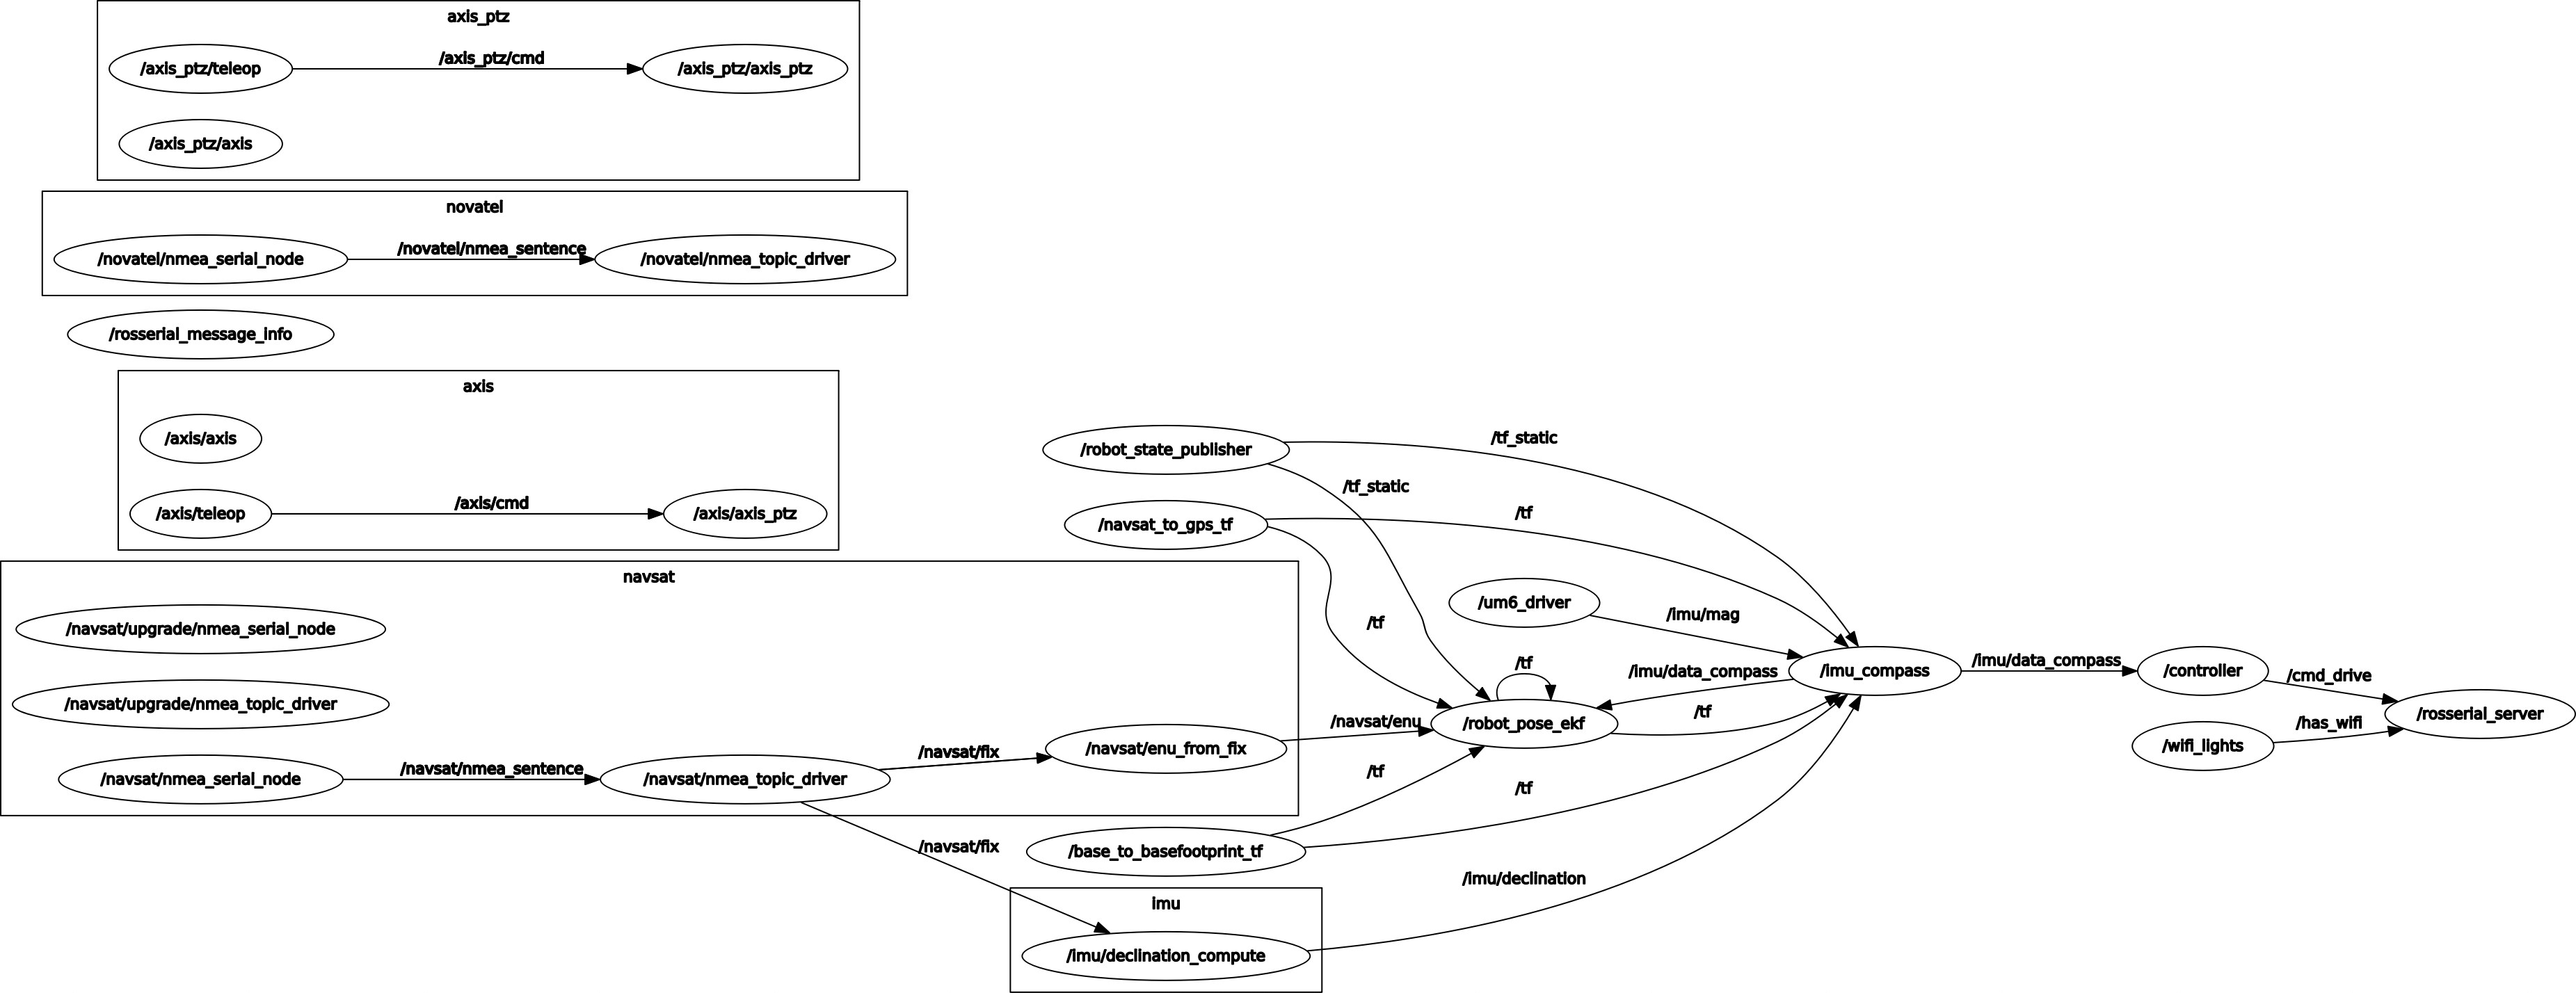 axis_ptz
/axis_ptz/teleop
/axis_ptz/cmd
/axis_ptz/axis_ptz
/axis_ptz/axis
novatel
/novatel/nmea_serial_node
/novatel/nmea_sentence
/novatel/nmea_topic_driver
/rosserial_message_info
axis
/axis/axis
/axis/teleop
/axis/cmd
/axis/axis_ptz
/robot_state_publisher
/tf_static
/tf_static
/navsat_to_gps_tf
/tf
/tf
navsat
/navsat/upgrade/nmea_serial_node
/navsat/upgrade/nmea_topic_driver
/navsat/nmea_serial_node
/navsat/nmea_sentence
/navsat/nmea_topic_driver
/navsat/fix
/navsat/enu_from_fix
/navsat/enu
/navsat/fix
/um6_driver
/imu/mag
/tf
/imu/data_compass
/robot_pose_ekf
/tf
/imu_compass
/imu/data_compass
/controller
/cmd_drive
/rosserial_server
/has_wifi
/wifi_lights
/base_to_basefootprint_tf
/tf
/tf
imu
/imu/declination_compute
/imu/declination